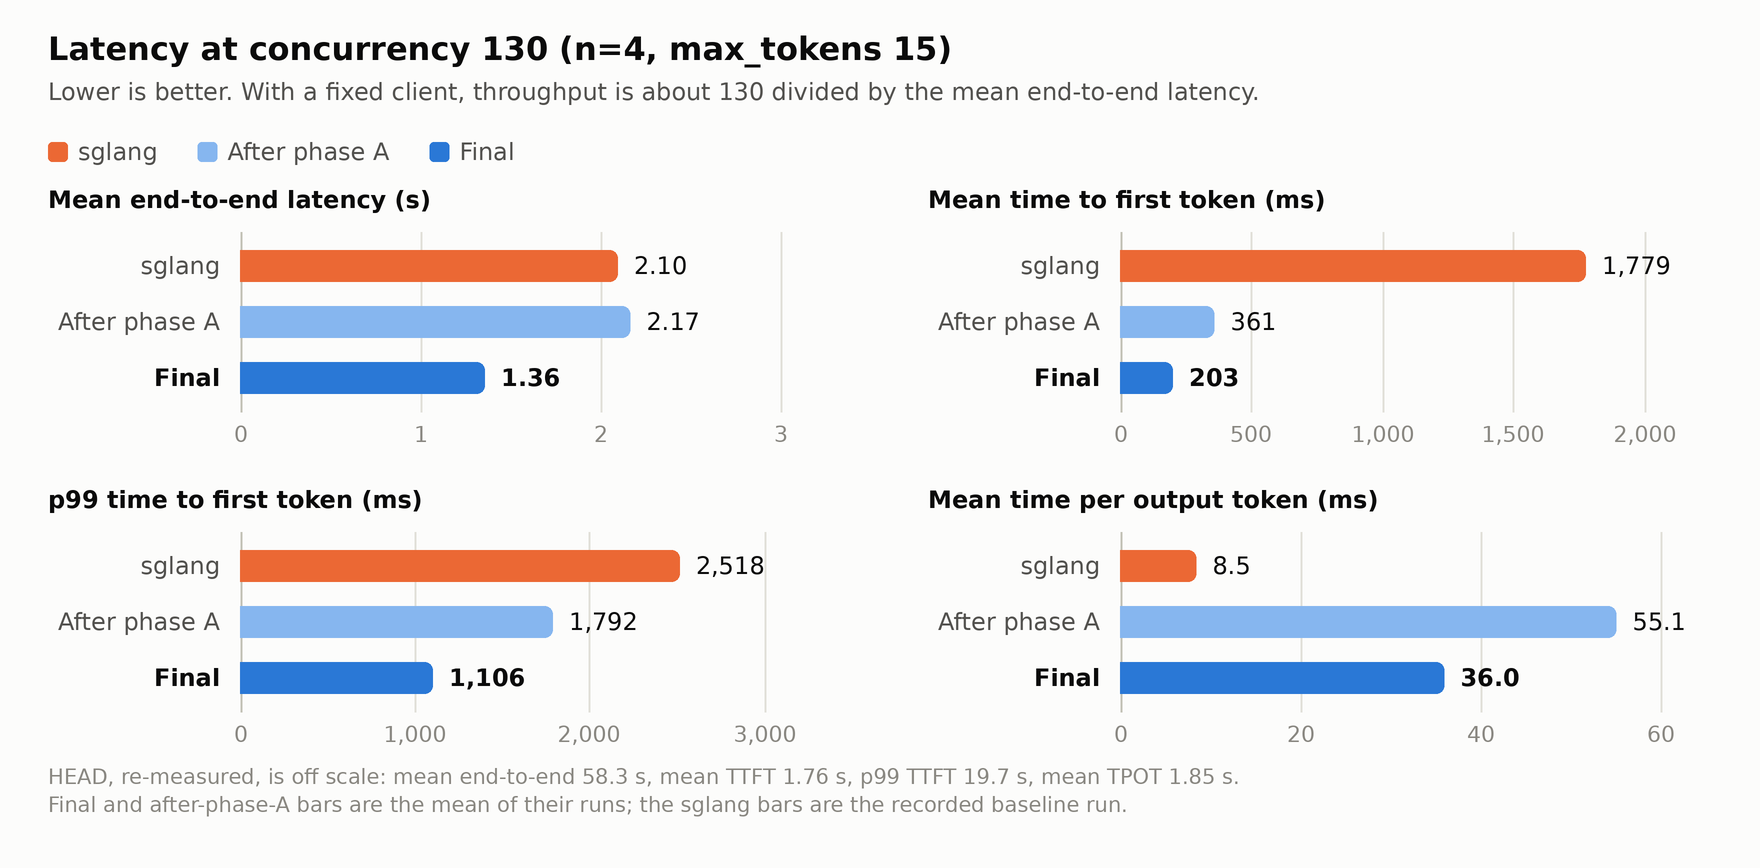 Latency at concurrency 130 (n=4, max_tokens 15)
Lower is better. With a fixed client, throughput is about 130 divided by the mean end-to-end latency.
sglang After phase A Final
Mean end-to-end latency (s)
sglang 2.10
After phase A 2.17
Final 1.36
0 1 2 3
Mean time to first token (ms)
sglang 1,779
After phase A 361
Final 203
0 500 1,000 1,500 2,000
p99 time to first token (ms)
sglang 2,518
After phase A 1,792
Final 1,106
0 1,000 2,000 3,000
Mean time per output token (ms)
sglang 8.5
After phase A 55.1
Final 36.0
0 20 40 60
HEAD, re-measured, is off scale: mean end-to-end 58.3 s, mean TTFT 1.76 s, p99 TTFT 19.7 s, mean TPOT 1.85 s.
Final and after-phase-A bars are the mean of their runs; the sglang bars are the recorded baseline run.